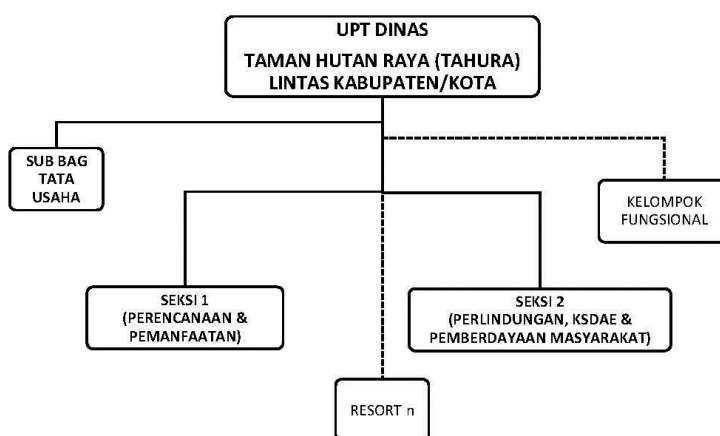 UPT DINAS
TAMAN HUTAN RAYA (TAHURA)
LINTAS KABUPATEN/KOTA
SUB BAG
TATA
USAHA
KELOMPOK
FUNGSIONAL
SEKSI 1
(PERENCANAAN &
PEMANFAATAN)
SEKSI 2
(PERLINDUNGAN, KSDAE &
PEMBERDAYAAN MASYARAKAT)
RESORT n